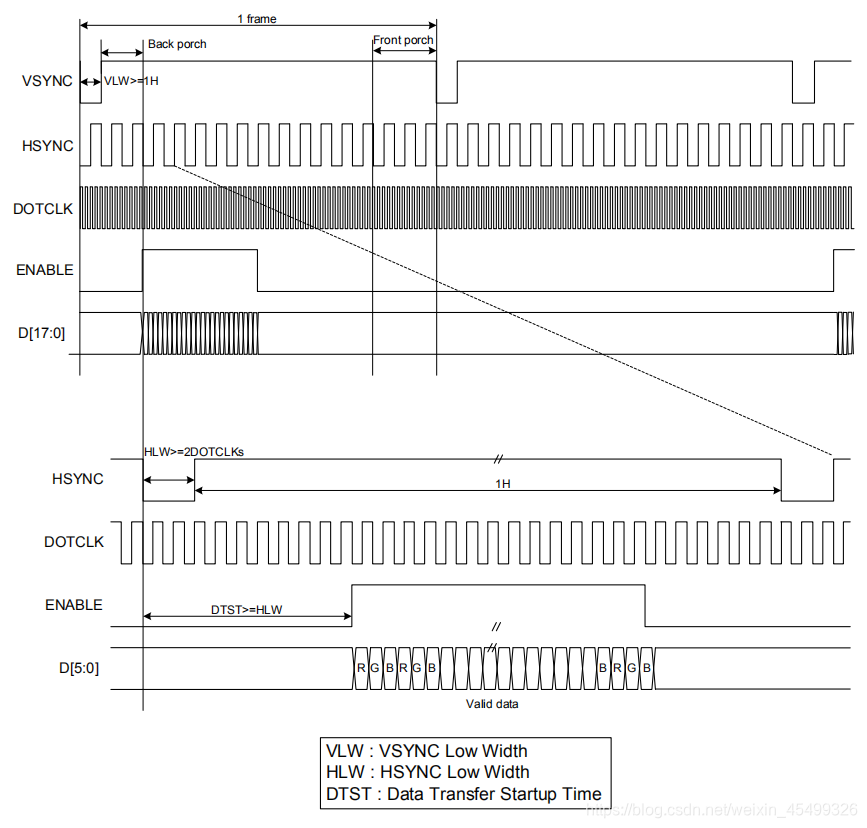 1 frame
Back porch
Front porch
VSYNC
VLW>=1H
HSYNC
DOTCLK
ENABLE
D[17:0]
HLW>=2DOTCLKs
HSYNC
1H
DOTCLK
ENABLE
DTST>=HLW
D[5:0]
R G B R G B B R G B
Valid data
VLW : VSYNC Low Width
HLW : HSYNC Low Width
DTST : Data Transfer Startup Time
https://blog.csdn.net/weixin_45499326